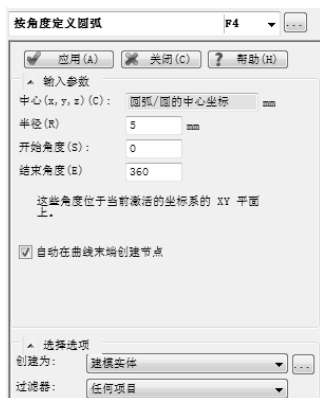 按角度定义圆弧 F4 ...
应用(A) 关闭(C) ? 帮助(H)
输入参数
中心(x,y,z)(C): 圆弧/圆的中心坐标 mm
半径(R) 5 mm
开始角度(S): 0
结束角度(E) 360
这些角度位于当前激活的坐标系的 XY 平面
上。
自动在曲线末端创建节点
选择选项
创建为: 建模实体 ...
过滤器: 任何项目